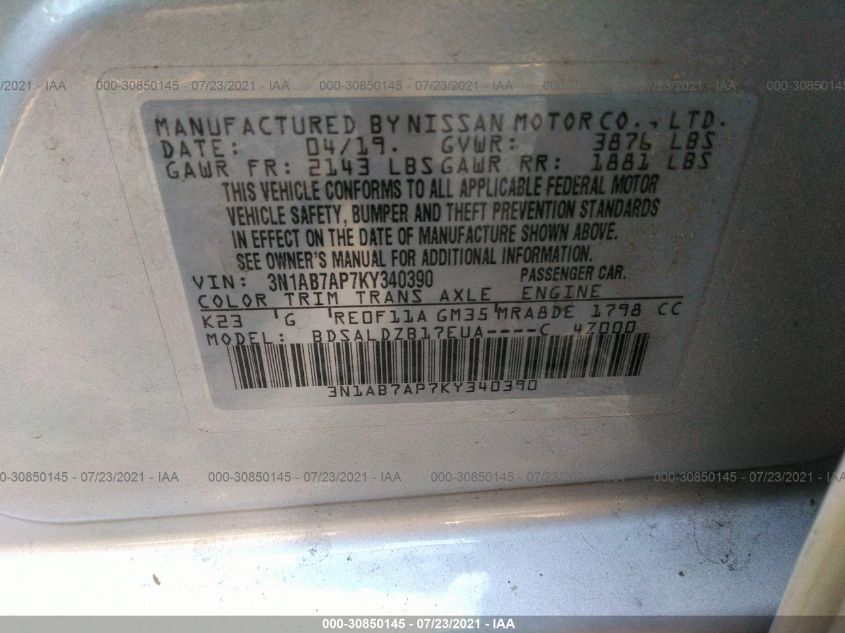 000-30850145 - 07/23/2021 - IAA
MANUFACTURED BY NISSAN MOTOR CO., LTD.
DATE: 04/19. GVWR: 3876 LBS
GAWR FR: 2143 LBS GAWR RR: 1881 LBS
THIS VEHICLE CONFORMS TO ALL APPLICABLE FEDERAL MOTOR
VEHICLE SAFETY, BUMPER AND THEFT PREVENTION STANDARDS
IN EFFECT ON THE DATE OF MANUFACTURE SHOWN ABOVE.
SEE OWNER'S MANUAL FOR ADDITIONAL INFORMATION.
VIN: 3N1AB7AP7KY340390 PASSENGER CAR.
COLOR TRIM TRANS AXLE ENGINE
K23 G RE0F11A GM35 MRA8DE 1798 CC
MODEL: BDSALDZB17EUA----C 47000
3N1AB7AP7KY340390
000-30850145 - 07/23/2021 - IAA
000-30850145 - 07/23/2021 - IAA